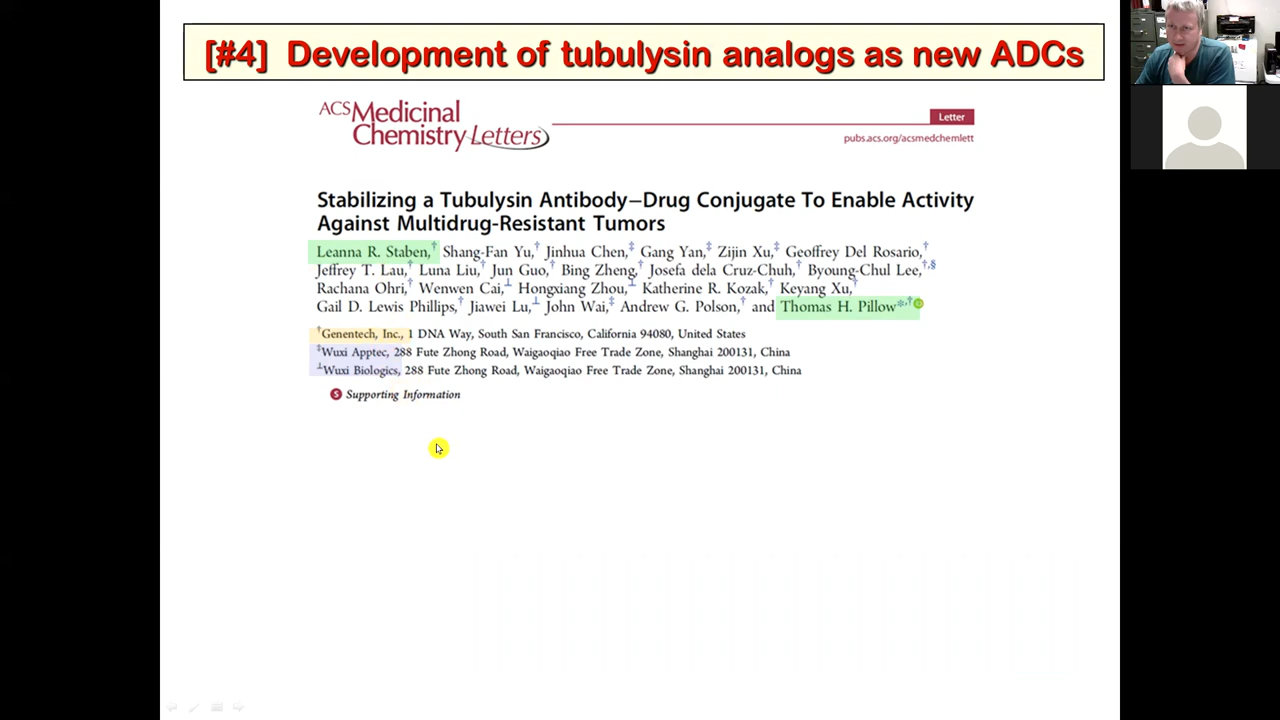 [#4] Development of tubulysin analogs as new ADCs
ACS Medicinal
Chemistry Letters
Letter
pubs.acs.org/acsmedchemlett
Stabilizing a Tubulysin Antibody−Drug Conjugate To Enable Activity
Against Multidrug-Resistant Tumors
Leanna R. Staben,† Shang-Fan Yu,† Jinhua Chen,‡ Gang Yan,‡ Zijin Xu,‡ Geoffrey Del Rosario,†
Jeffrey T. Lau,† Luna Liu,† Jun Guo,† Bing Zheng,† Josefa dela Cruz-Chuh,† Byoung-Chul Lee,†,§
Rachana Ohri,† Wenwen Cai,⊥ Hongxiang Zhou,⊥ Katherine R. Kozak,† Keyang Xu,†
Gail D. Lewis Phillips,† Jiawei Lu,⊥ John Wai,‡ Andrew G. Polson,† and Thomas H. Pillow*,†
†Genentech, Inc., 1 DNA Way, South San Francisco, California 94080, United States
‡Wuxi Apptec, 288 Fute Zhong Road, Waigaoqiao Free Trade Zone, Shanghai 200131, China
⊥Wuxi Biologics, 288 Fute Zhong Road, Waigaoqiao Free Trade Zone, Shanghai 200131, China
S Supporting Information